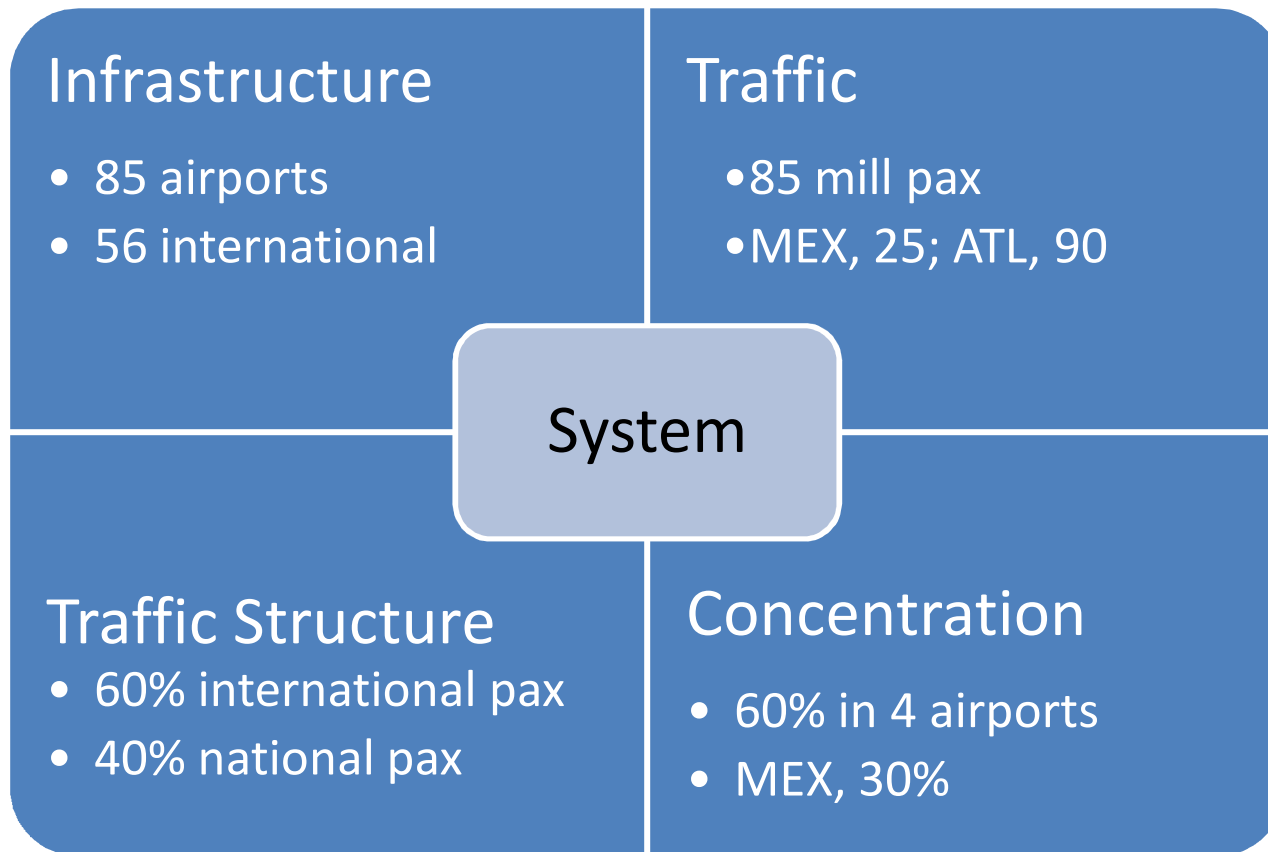 Infrastructure
• 85 airports
• 56 international
Traffic
•85 mill pax
•MEX, 25; ATL, 90
System
Traffic Structure
• 60% international pax
• 40% national pax
Concentration
• 60% in 4 airports
• MEX, 30%